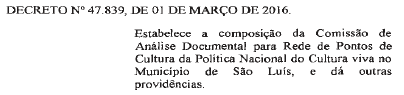 DECRETO Nº 47.839, DE 01 DE MARÇO DE 2016.
Estabelece a composição da Comissão de
Análise Documental para Rede de Pontos de
Cultura da Política Nacional do Cultura viva no
Município de São Luís, e dá outras
providências.